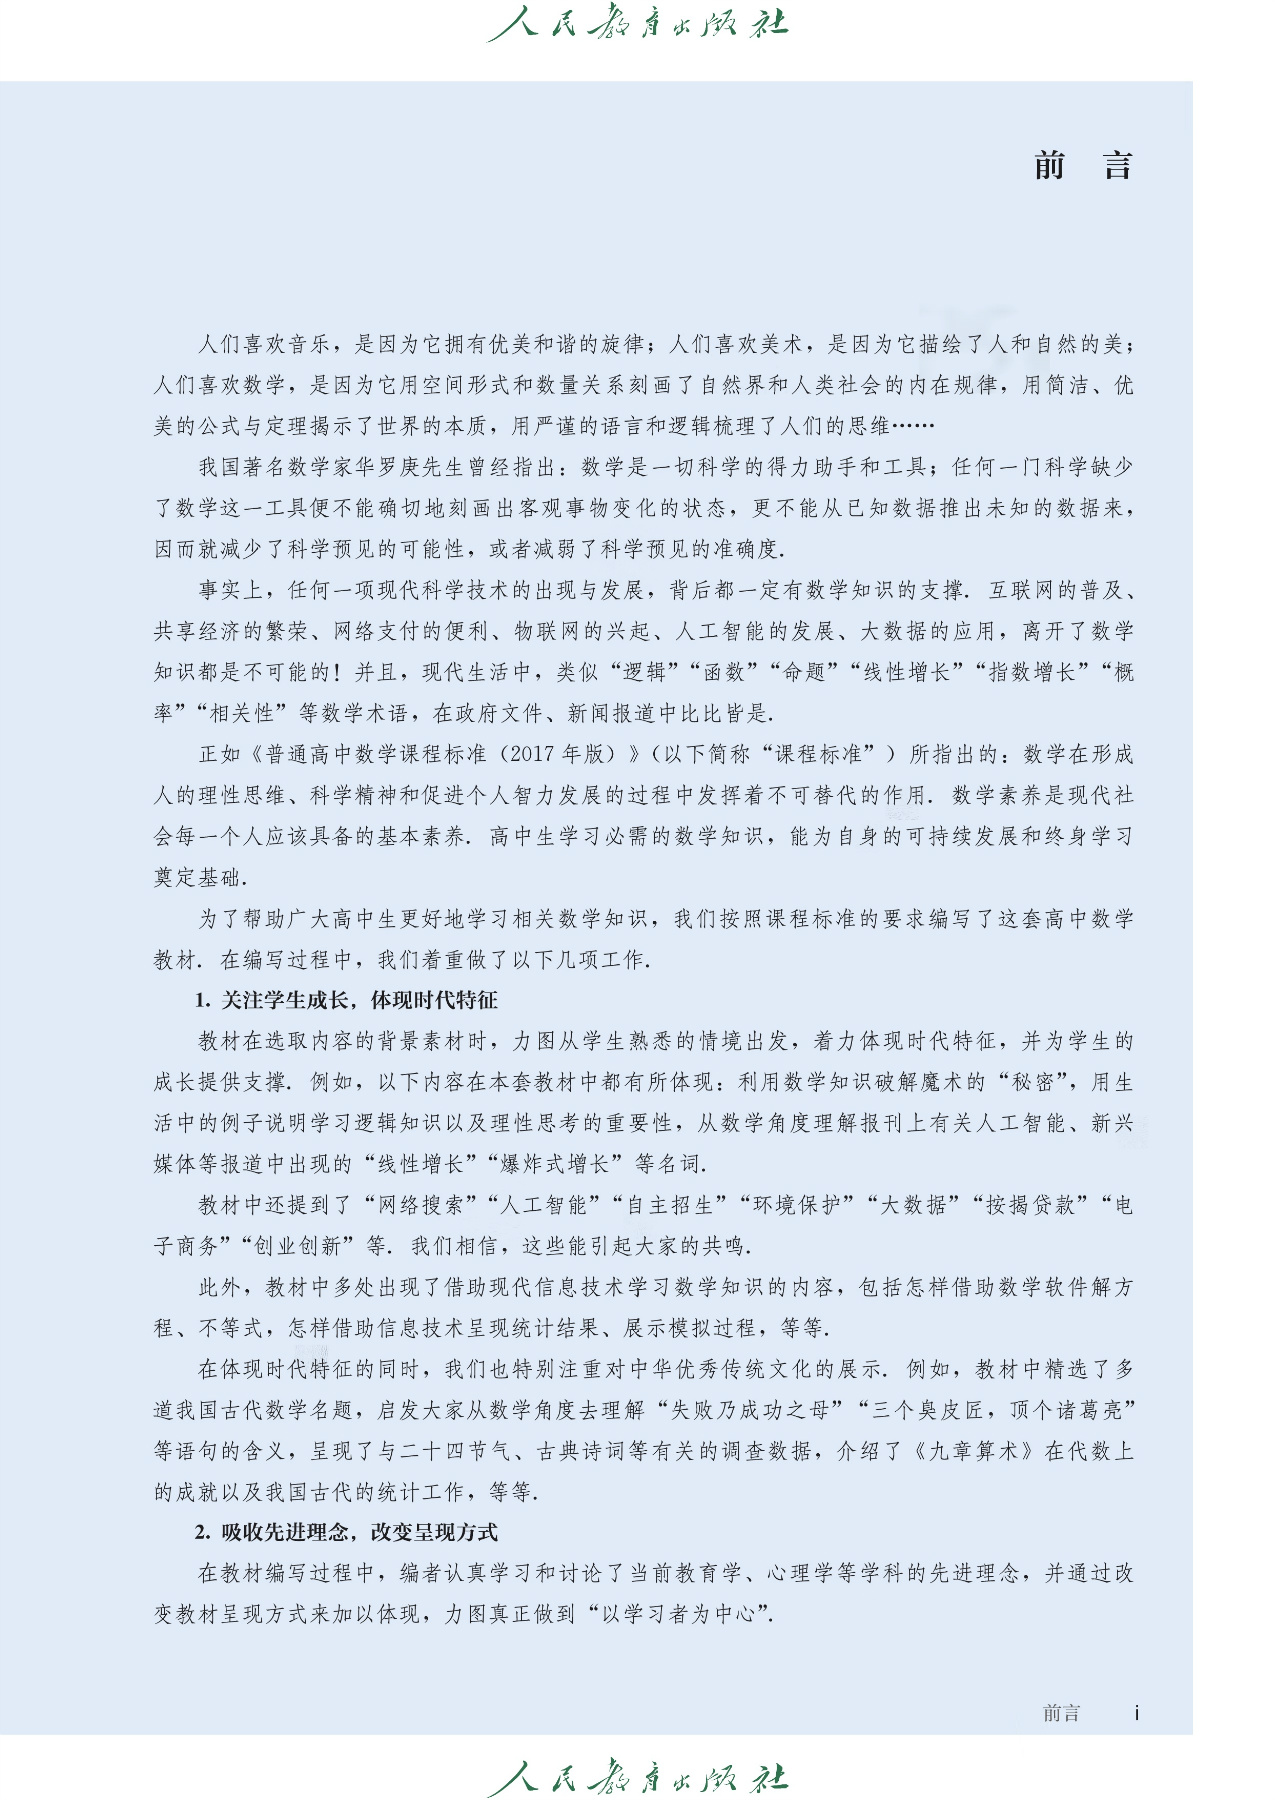 人民教育出版社
前 言
人们喜欢音乐，是因为它拥有优美和谐的旋律；人们喜欢美术，是因为它描绘了人和自然的美；
人们喜欢数学，是因为它用空间形式和数量关系刻画了自然界和人类社会的内在规律，用简洁、优
美的公式与定理揭示了世界的本质，用严谨的语言和逻辑梳理了人们的思维……
我国著名数学家华罗庚先生曾经指出：数学是一切科学的得力助手和工具；任何一门科学缺少
了数学这一工具便不能确切地刻画出客观事物变化的状态，更不能从已知数据推出未知的数据来，
因而就减少了科学预见的可能性，或者减弱了科学预见的准确度．
事实上，任何一项现代科学技术的出现与发展，背后都一定有数学知识的支撑．互联网的普及、
共享经济的繁荣、网络支付的便利、物联网的兴起、人工智能的发展、大数据的应用，离开了数学
知识都是不可能的！并且，现代生活中，类似“逻辑”“函数”“命题”“线性增长”“指数增长”“概
率”“相关性”等数学术语，在政府文件、新闻报道中比比皆是．
正如《普通高中数学课程标准（2017 年版）》（以下简称“课程标准”）所指出的：数学在形成
人的理性思维、科学精神和促进个人智力发展的过程中发挥着不可替代的作用．数学素养是现代社
会每一个人应该具备的基本素养．高中生学习必需的数学知识，能为自身的可持续发展和终身学习
奠定基础．
为了帮助广大高中生更好地学习相关数学知识，我们按照课程标准的要求编写了这套高中数学
教材．在编写过程中，我们着重做了以下几项工作．
1. 关注学生成长，体现时代特征
教材在选取内容的背景素材时，力图从学生熟悉的情境出发，着力体现时代特征，并为学生的
成长提供支撑．例如，以下内容在本套教材中都有所体现：利用数学知识破解魔术的“秘密”，用生
活中的例子说明学习逻辑知识以及理性思考的重要性，从数学角度理解报刊上有关人工智能、新兴
媒体等报道中出现的“线性增长”“爆炸式增长”等名词．
教材中还提到了“网络搜索”“人工智能”“自主招生”“环境保护”“大数据”“按揭贷款”“电
子商务”“创业创新”等．我们相信，这些能引起大家的共鸣．
此外，教材中多处出现了借助现代信息技术学习数学知识的内容，包括怎样借助数学软件解方
程、不等式，怎样借助信息技术呈现统计结果、展示模拟过程，等等．
在体现时代特征的同时，我们也特别注重对中华优秀传统文化的展示．例如，教材中精选了多
道我国古代数学名题，启发大家从数学角度去理解“失败乃成功之母”“三个臭皮匠，顶个诸葛亮”
等语句的含义，呈现了与二十四节气、古典诗词等有关的调查数据，介绍了《九章算术》在代数上
的成就以及我国古代的统计工作，等等．
2. 吸收先进理念，改变呈现方式
在教材编写过程中，编者认真学习和讨论了当前教育学、心理学等学科的先进理念，并通过改
变教材呈现方式来加以体现，力图真正做到“以学习者为中心”．
前言 i
人民教育出版社